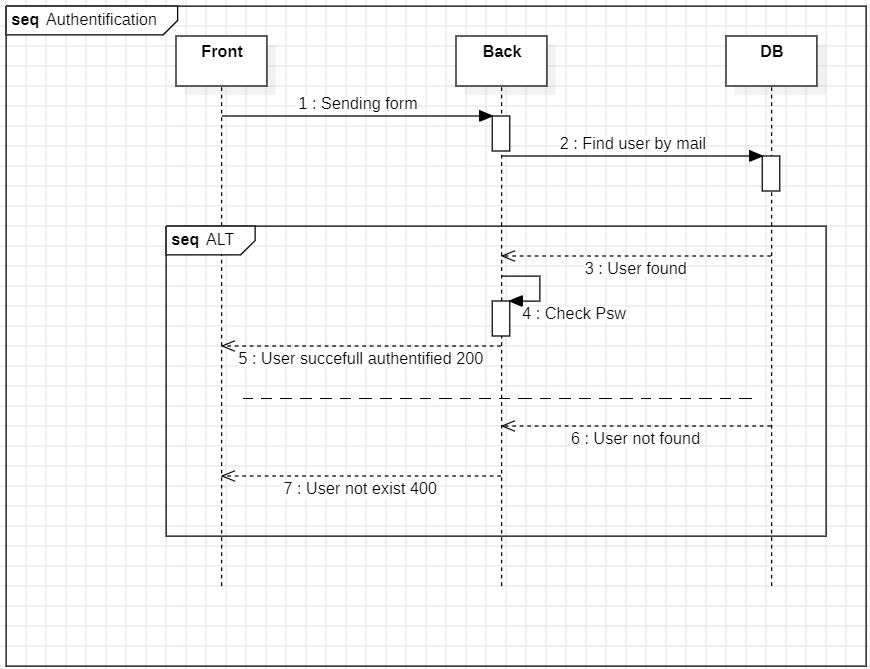 seq Authentification
Front
Back
DB
1 : Sending form
2 : Find user by mail
seq ALT
3 : User found
4 : Check Psw
5 : User succefull authentified 200
6 : User not found
7 : User not exist 400